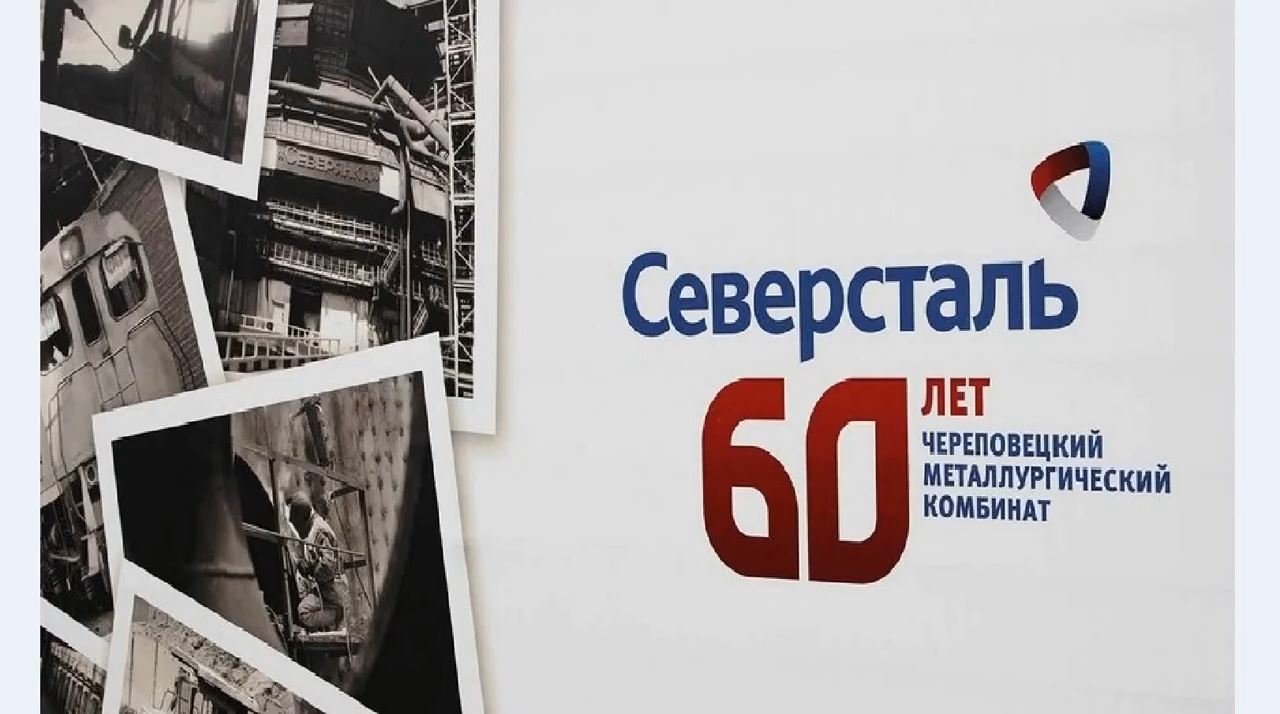 «СЕВЕРЯНКА»
Северсталь
60 ЛЕТ
ЧЕРЕПОВЕЦКИЙ
МЕТАЛЛУРГИЧЕСКИЙ
КОМБИНАТ